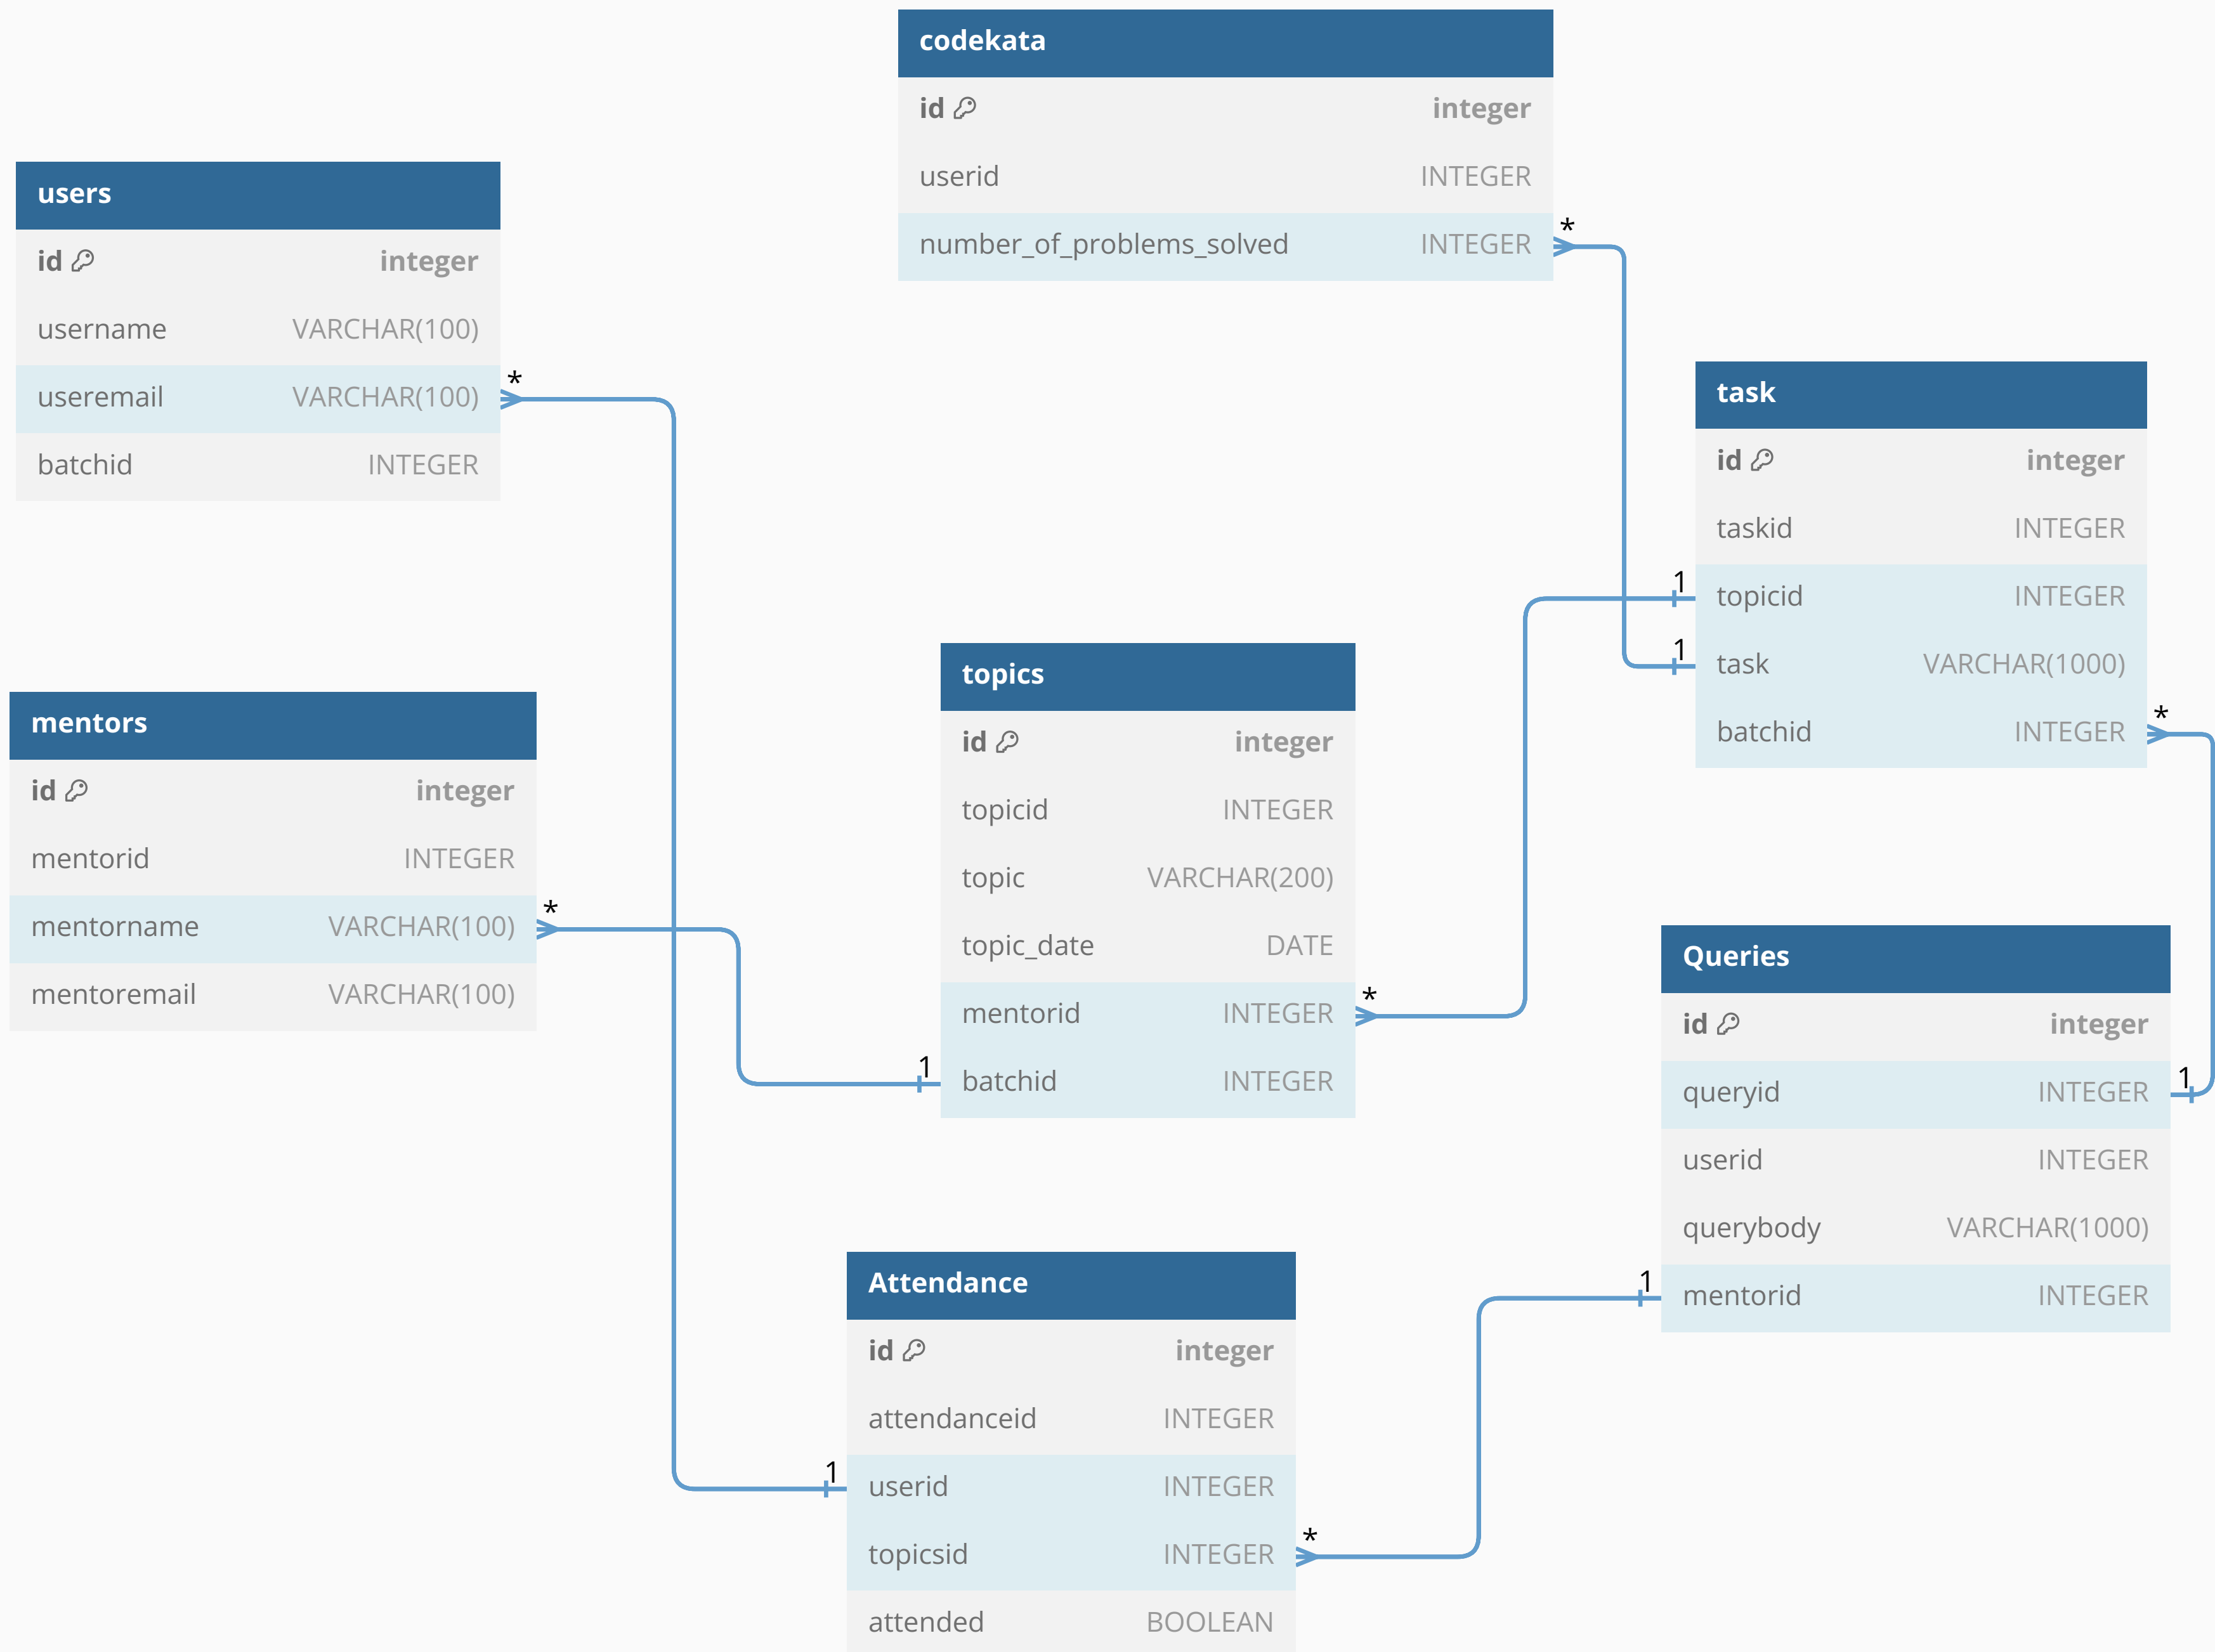 codekata
id integer
userid INTEGER
number_of_problems_solved INTEGER
*
users
id integer
username VARCHAR(100)
useremail VARCHAR(100)
*
batchid INTEGER
task
id integer
taskid INTEGER
1
topicid INTEGER
1
task VARCHAR(1000)
batchid INTEGER
*
mentors
id integer
mentorid INTEGER
mentorname VARCHAR(100)
*
mentoremail VARCHAR(100)
topics
id integer
topicid INTEGER
topic VARCHAR(200)
topic_date DATE
mentorid INTEGER
*
1
batchid INTEGER
Queries
id integer
queryid INTEGER
1
userid INTEGER
querybody VARCHAR(1000)
1
mentorid INTEGER
Attendance
id integer
attendanceid INTEGER
1
userid INTEGER
topicsid INTEGER
*
attended BOOLEAN